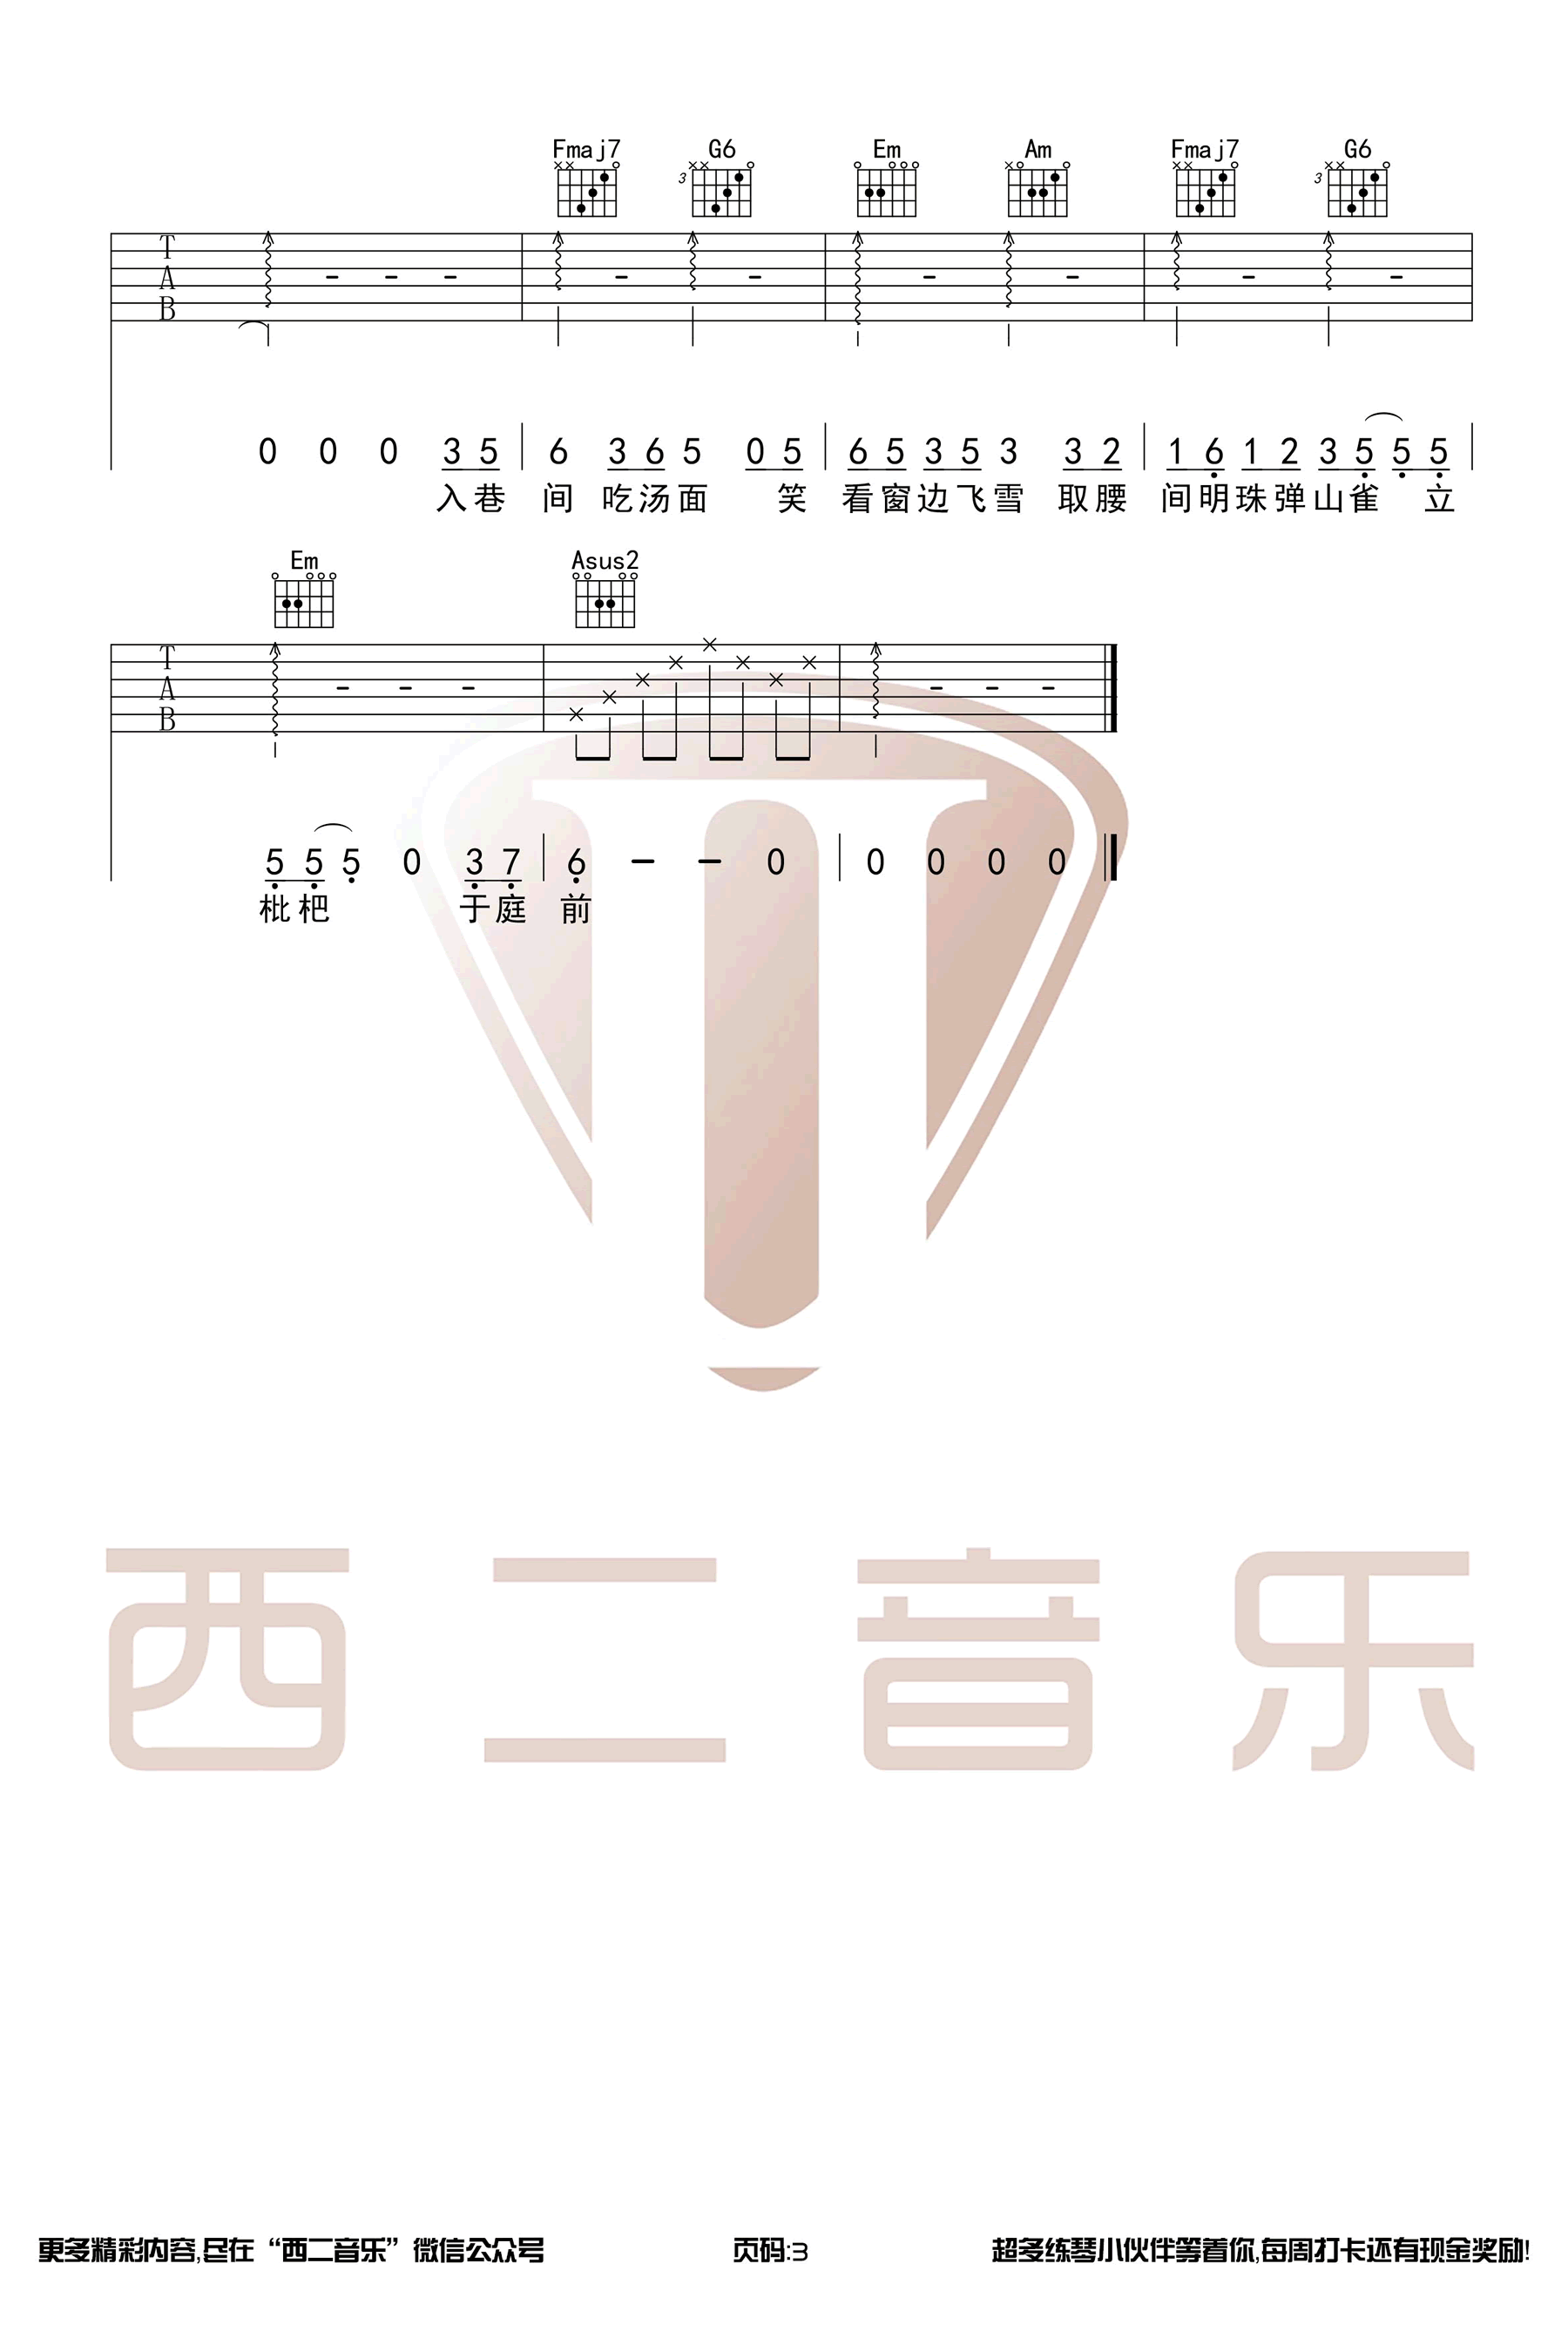 Fmaj7 G6 Em Am Fmaj7 G6
3 3
T
A
B
0 0 0 3 5 6 3 6 5 0 5 6 5 3 5 3 3 2 1 6 1 2 3 5 5 5
入巷 间 吃汤面 笑 看窗边飞雪 取腰 间明珠弹山雀 立
Em Asus2
T
A
B
5 5 5 0 3 7 6 - - 0 0 0 0 0
枇杷 于庭 前
西二音乐
更多精彩内容,尽在“西二音乐”微信公众号 页码:3 超多练琴小伙伴等着你,每周打卡还有现金奖励!